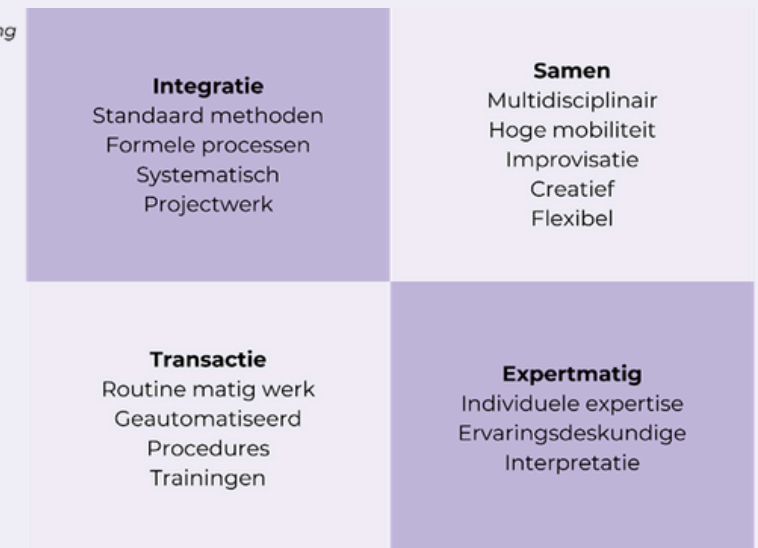 Integratie
Standaard methoden
Formele processen
Systematisch
Projectwerk
Samen
Multidisciplinair
Hoge mobiliteit
Improvisatie
Creatief
Flexibel
Transactie
Routine matig werk
Geautomatiseerd
Procedures
Trainingen
Expertmatig
Individuele expertise
Ervaringsdeskundige
Interpretatie